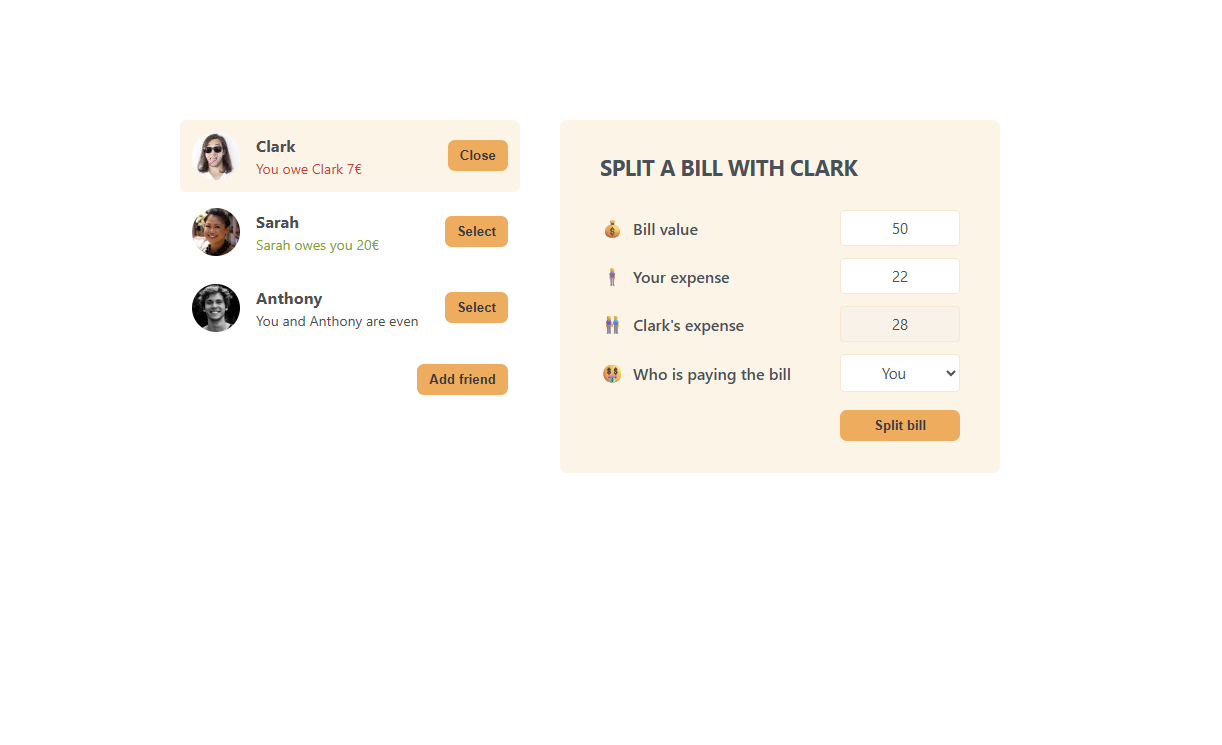 Clark
You owe Clark 7€
Close
Sarah
Sarah owes you 20€
Select
Anthony
You and Anthony are even
Select
Add friend
SPLIT A BILL WITH CLARK
💰 Bill value 50
🧍‍♀️ Your expense 22
👫 Clark's expense 28
🤑 Who is paying the bill You
Split bill